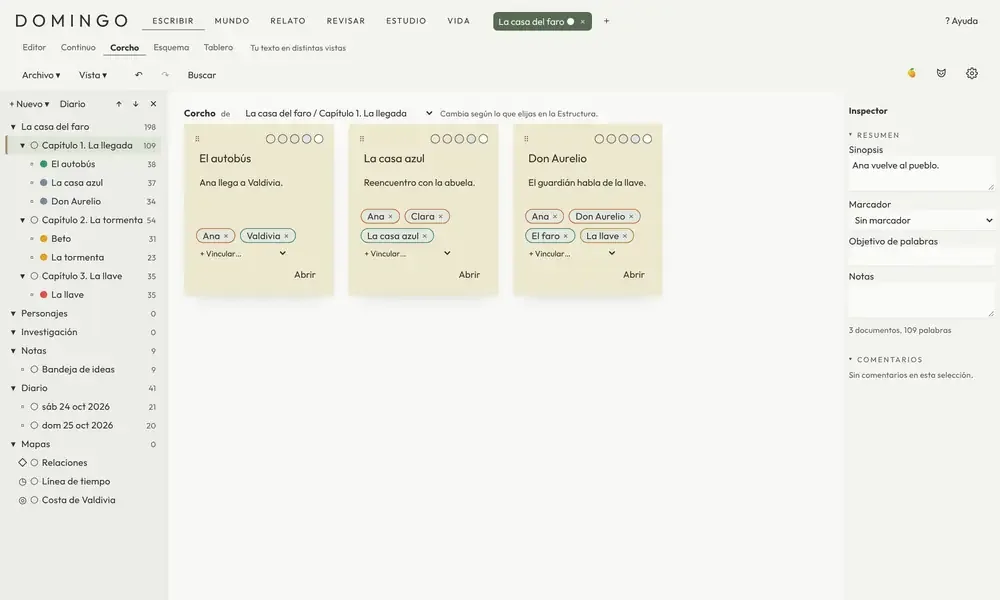 DOMINGO
ESCRIBIR MUNDO RELATO REVISAR ESTUDIO VIDA
La casa del faro × +
? Ayuda
Editor Continuo Corcho Esquema Tablero Tu texto en distintas vistas
Archivo ▾ Vista ▾ ↶ ↷ Buscar
+ Nuevo ▾ Diario ↑ ↓ ✕
▼ La casa del faro 198
▼ Capítulo 1. La llegada 109
El autobús 38
La casa azul 37
Don Aurelio 35
▼ Capítulo 2. La tormenta 54
Beto 31
La tormenta 23
▼ Capítulo 3. La llave 35
La llave 35
▼ Personajes 0
▼ Investigación 0
▼ Notas 9
Bandeja de ideas 9
▼ Diario 41
sáb 24 oct 2026 21
dom 25 oct 2026 20
▼ Mapas 0
Relaciones
Línea de tiempo
Costa de Valdivia
Corcho de La casa del faro / Capítulo 1. La llegada Cambia según lo que elijas en la Estructura.
El autobús
Ana llega a Valdivia.
Ana × Valdivia ×
+ Vincular...
Abrir
La casa azul
Reencuentro con la abuela.
Ana × Clara ×
La casa azul ×
+ Vincular...
Abrir
Don Aurelio
El guardián habla de la llave.
Ana × Don Aurelio ×
El faro × La llave ×
+ Vincular...
Abrir
Inspector
▾ RESUMEN
Sinopsis
Ana vuelve al pueblo.
Marcador
Sin marcador
Objetivo de palabras
Notas
3 documentos, 109 palabras
▾ COMENTARIOS
Sin comentarios en esta selección.